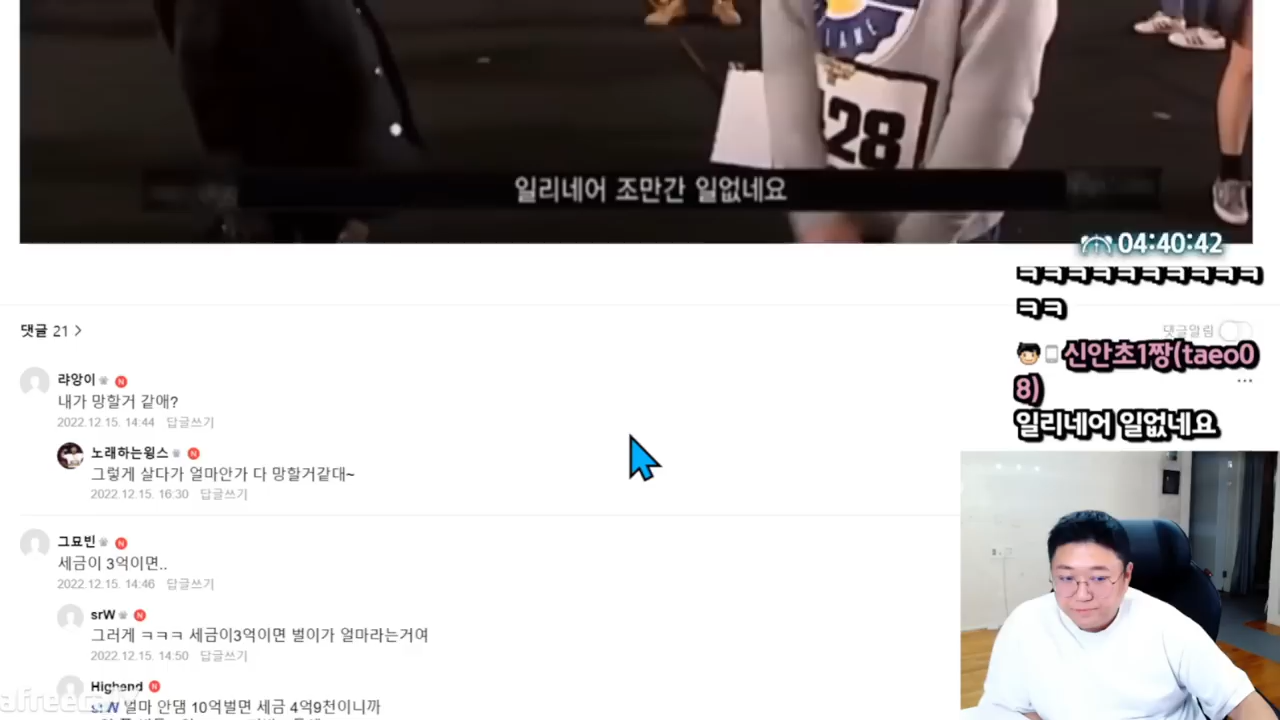 28
일리네어 조만간 일없네요
04:40:42
ㅋㅋㅋㅋㅋㅋㅋㅋㅋㅋ
ㅋㅋ
댓글 21 >
댓글알림
신안초1짱(taeo0
8)
일리네어 일없네요
랴앙이 N
내가 망할거 같애?
2022.12.15. 14:44 답글쓰기
노래하는윙스 N
그렇게 살다가 얼마안가 다 망할거같대~
2022.12.15. 16:30 답글쓰기
그묘빈 N
세금이 3억이면..
2022.12.15. 14:46 답글쓰기
srW N
그러게 ㅋㅋㅋ 세금이3억이면 벌이가 얼마라는거여
2022.12.15. 14:50 답글쓰기
Highend N
srW 얼마 안댐 10억벌면 세금 4억9천이니까